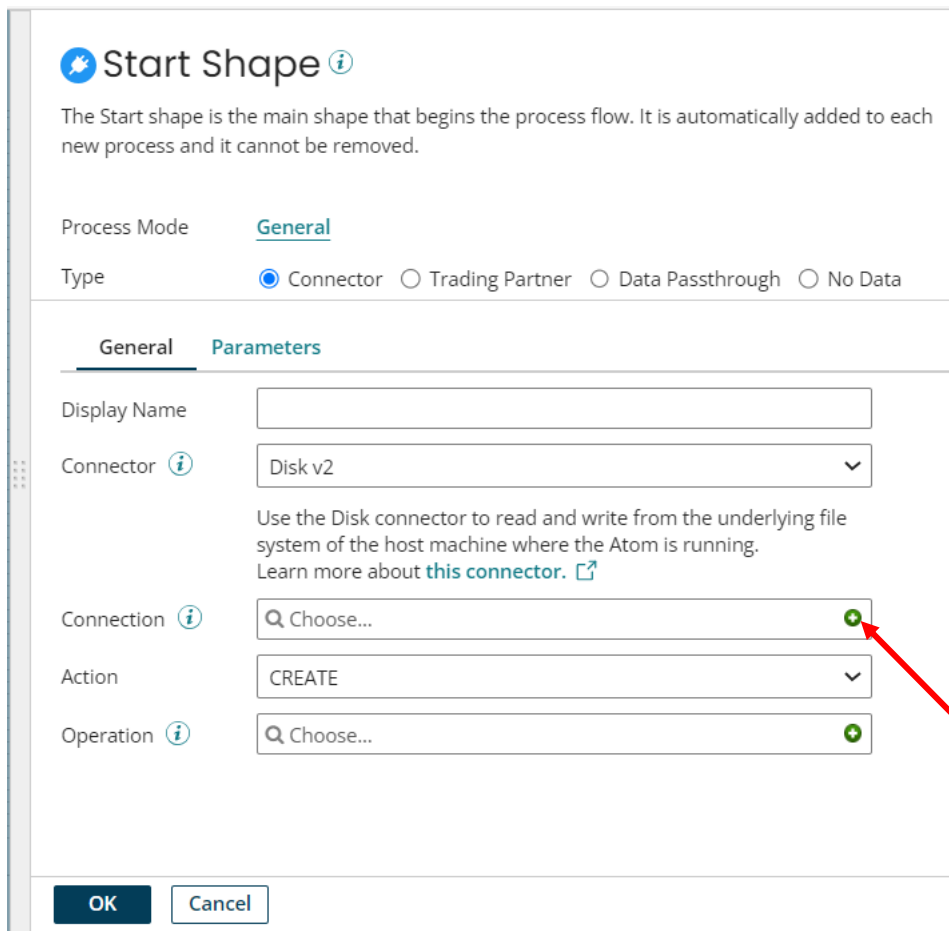 Start Shape i
The Start shape is the main shape that begins the process flow. It is automatically added to each
new process and it cannot be removed.
Process Mode General
Type Connector Trading Partner Data Passthrough No Data
General Parameters
Display Name
Connector i Disk v2
Use the Disk connector to read and write from the underlying file
system of the host machine where the Atom is running.
Learn more about this connector.
Connection i Choose...
Action CREATE
Operation i Choose...
OK Cancel